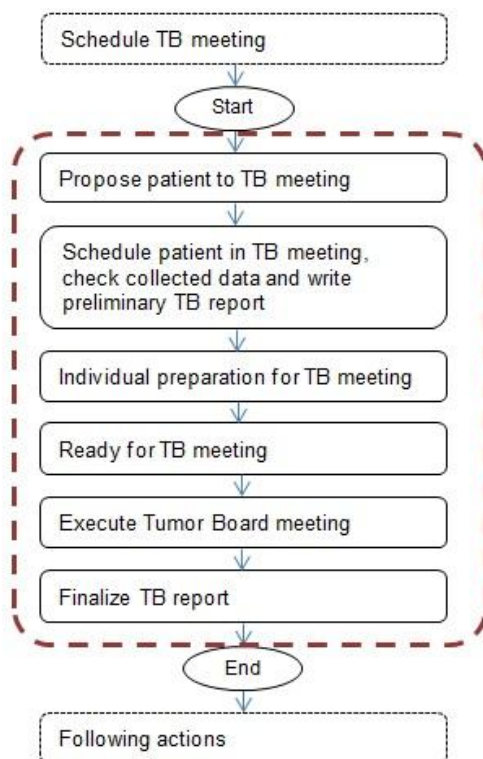 Schedule TB meeting
Start
Propose patient to TB meeting
Schedule patient in TB meeting,
check collected data and write
preliminary TB report
Individual preparation for TB meeting
Ready for TB meeting
Execute Tumor Board meeting
Finalize TB report
End
Following actions